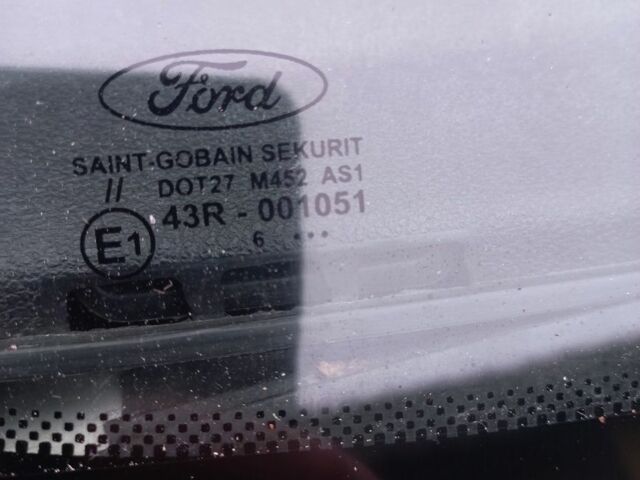 Ford
SAINT-GOBAIN SEKURIT
// DOT27 M452 AS1
E1 43R - 001051
6 •••